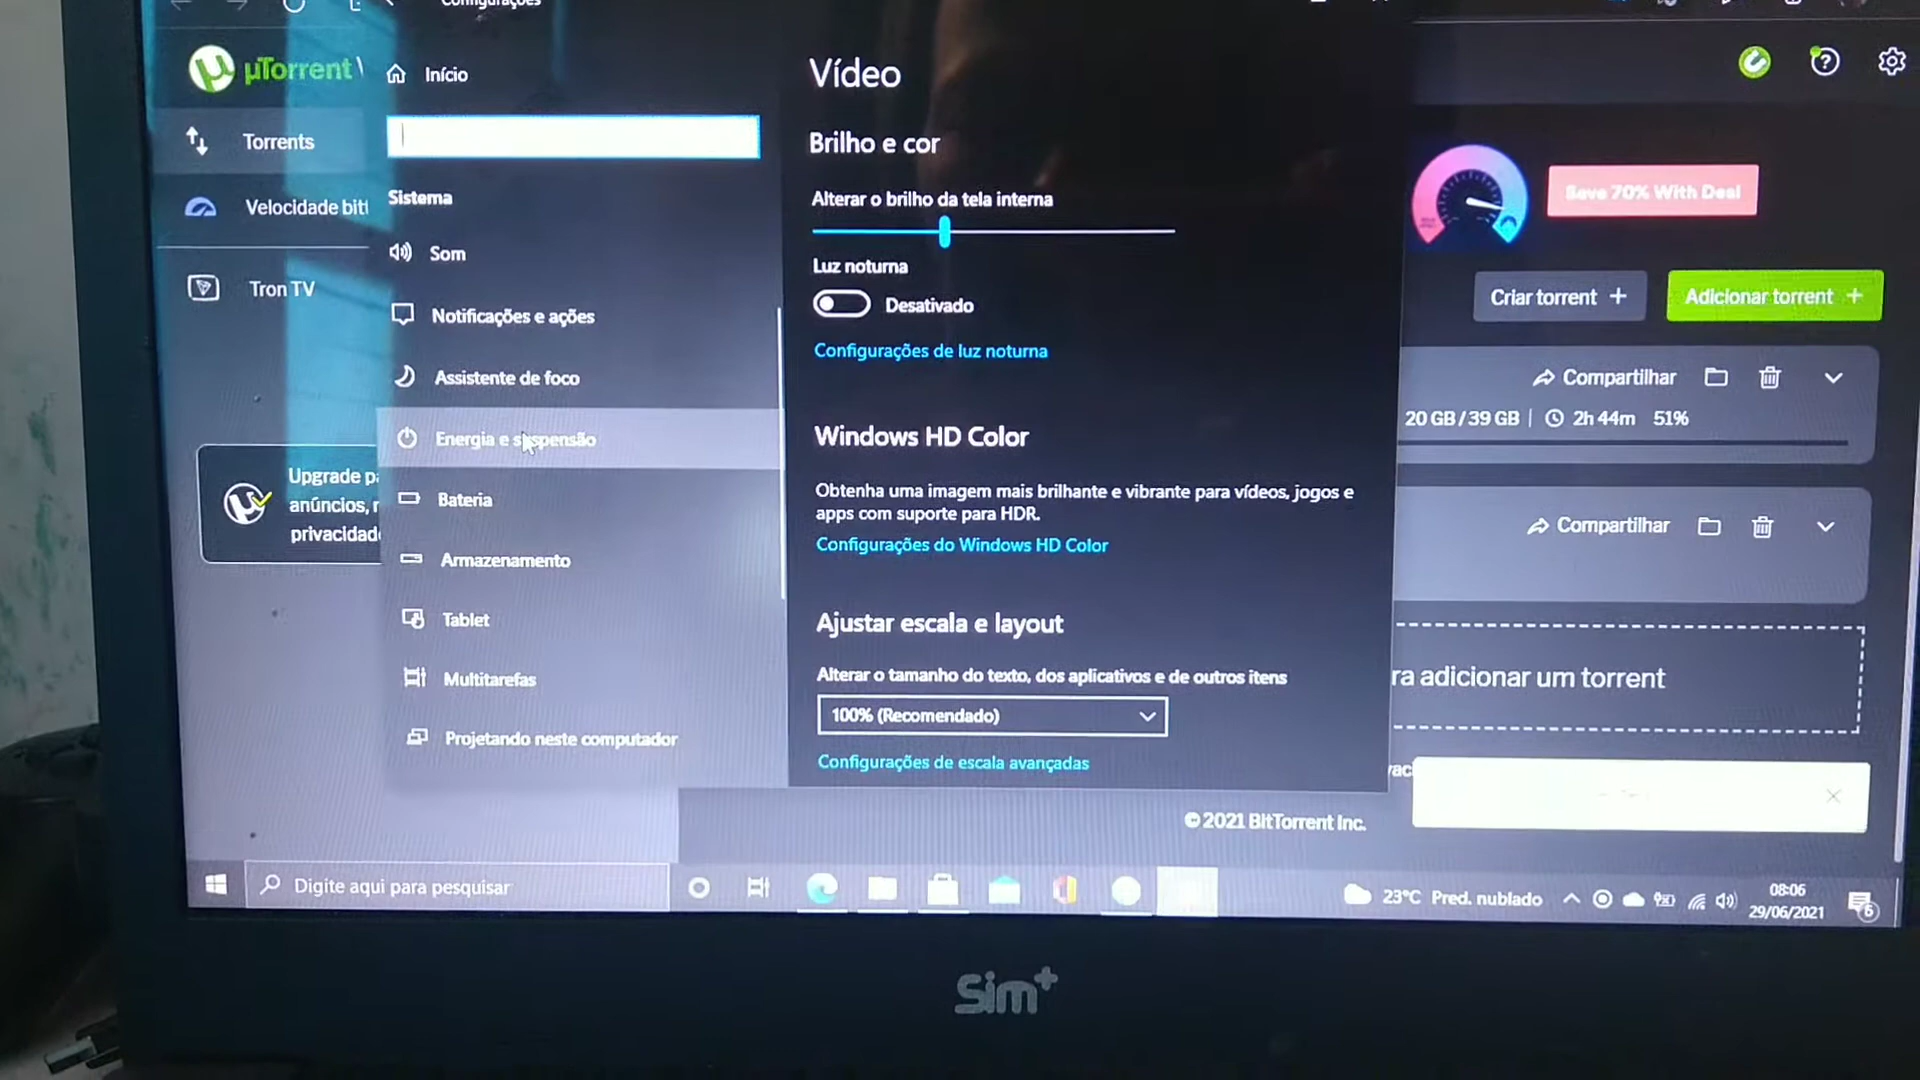 Configurações
µTorrent
Início
Torrents
Velocidade bitt
Tron TV
Upgrade pa
anúncios, r
privacidade
Sistema
Som
Notificações e ações
Assistente de foco
Energia e suspensão
Bateria
Armazenamento
Tablet
Multitarefas
Projetando neste computador
Vídeo
Brilho e cor
Alterar o brilho da tela interna
Luz noturna
Desativado
Configurações de luz noturna
Windows HD Color
Obtenha uma imagem mais brilhante e vibrante para vídeos, jogos e
apps com suporte para HDR.
Configurações do Windows HD Color
Ajustar escala e layout
Alterar o tamanho do texto, dos aplicativos e de outros itens
100% (Recomendado)
Configurações de escala avançadas
Save 70% With Deal
Criar torrent +
Adicionar torrent +
Compartilhar
20 GB / 39 GB | 2h 44m 51%
Compartilhar
ra adicionar um torrent
vac
© 2021 BitTorrent Inc.
Digite aqui para pesquisar
23°C Pred. nublado
08:06
29/06/2021
6
Sim+